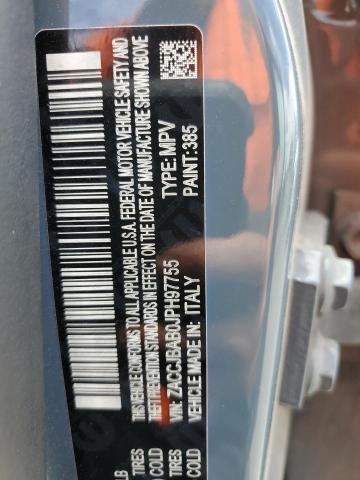 THIS VEHICLE CONFORMS TO ALL APPLICABLE U.S.A. FEDERAL MOTOR VEHICLE SAFETY AND
THEFT PREVENTION STANDARDS IN EFFECT ON THE DATE OF MANUFACTURE SHOWN ABOVE
VIN: ZACCJBAB0JPH97755 TYPE: MPV
VEHICLE MADE IN: ITALY PAINT: 385
LB
TIRES
COLD
TIRES
COLD